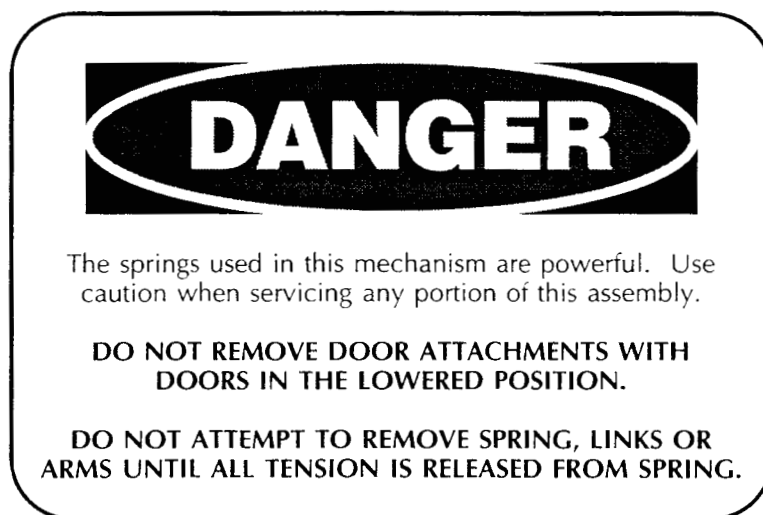 DANGER
The springs used in this mechanism are powerful. Use
caution when servicing any portion of this assembly.
DO NOT REMOVE DOOR ATTACHMENTS WITH
DOORS IN THE LOWERED POSITION.
DO NOT ATTEMPT TO REMOVE SPRING, LINKS OR
ARMS UNTIL ALL TENSION IS RELEASED FROM SPRING.